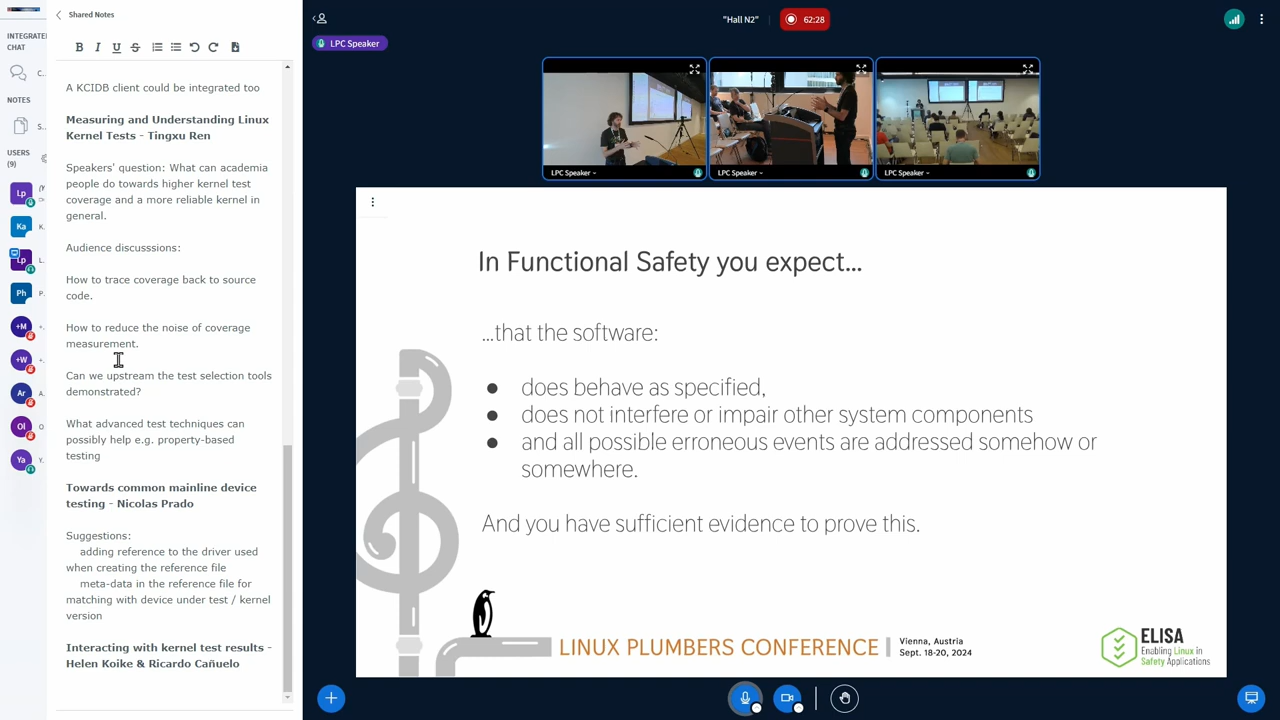 Shared Notes
INTEGRATE
CHAT
C..
NOTES
S..
USERS
(9)
Lp
Ka
K.
Lp
L.
Ph
P.
+M
+.
+W
+.
Ar
A.
Ol
O
Ya
Y.
A KCIDB client could be integrated too
Measuring and Understanding Linux
Kernel Tests - Tingxu Ren
Speakers' question: What can academia
people do towards higher kernel test
coverage and a more reliable kernel in
general.
Audience discusssions:
How to trace coverage back to source
code.
How to reduce the noise of coverage
measurement.
Can we upstream the test selection tools
demonstrated?
What advanced test techniques can
possibly help e.g. property-based
testing
Towards common mainline device
testing - Nicolas Prado
Suggestions:
adding reference to the driver used
when creating the reference file
meta-data in the reference file for
matching with device under test / kernel
version
Interacting with kernel test results -
Helen Koike & Ricardo Cañuelo
"Hall N2"
62:28
LPC Speaker
LPC Speaker
LPC Speaker
LPC Speaker
In Functional Safety you expect...
...that the software:
● does behave as specified,
● does not interfere or impair other system components
● and all possible erroneous events are addressed somehow or
somewhere.
And you have sufficient evidence to prove this.
LINUX PLUMBERS CONFERENCE
Vienna, Austria
Sept. 18-20, 2024
ELISA
Enabling Linux in
Safety Applications